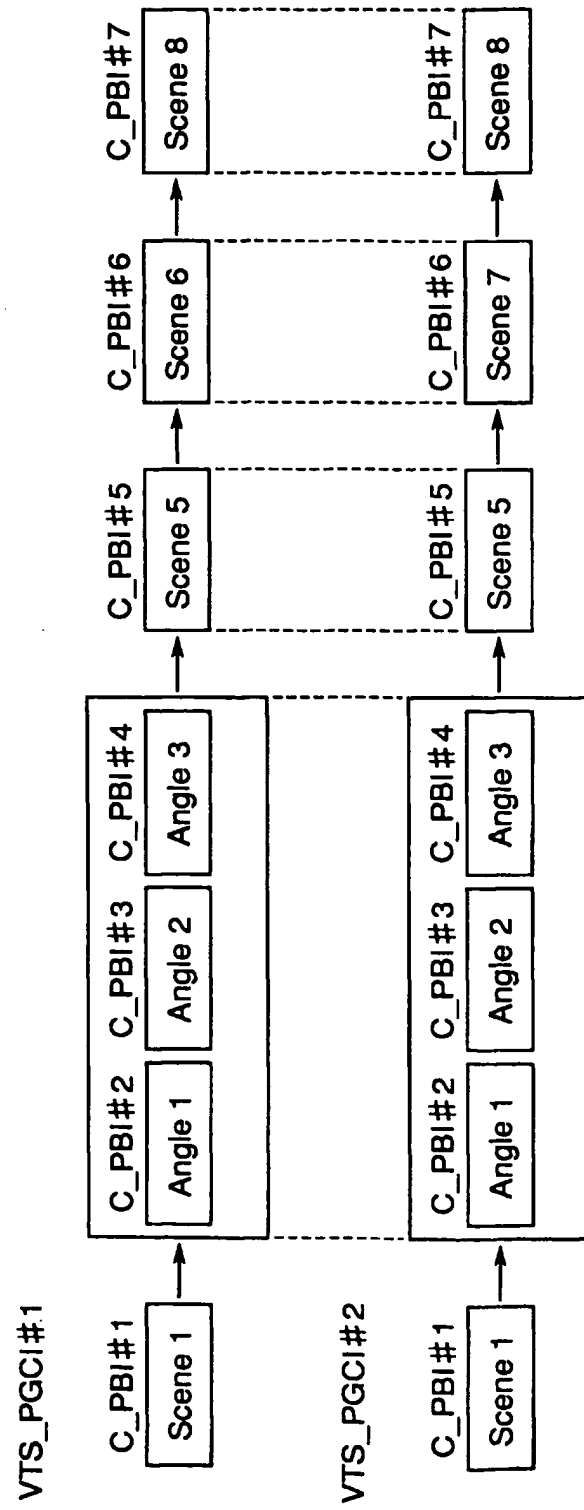 VTS_PGCI#1
C_PBI#1 C_PBI#2 C_PBI#3 C_PBI#4 C_PBI#5 C_PBI#6 C_PBI#7
Scene 1 Angle 1 Angle 2 Angle 3 Scene 5 Scene 6 Scene 8
VTS_PGCI#2
C_PBI#1 C_PBI#2 C_PBI#3 C_PBI#4 C_PBI#5 C_PBI#6 C_PBI#7
Scene 1 Angle 1 Angle 2 Angle 3 Scene 5 Scene 7 Scene 8